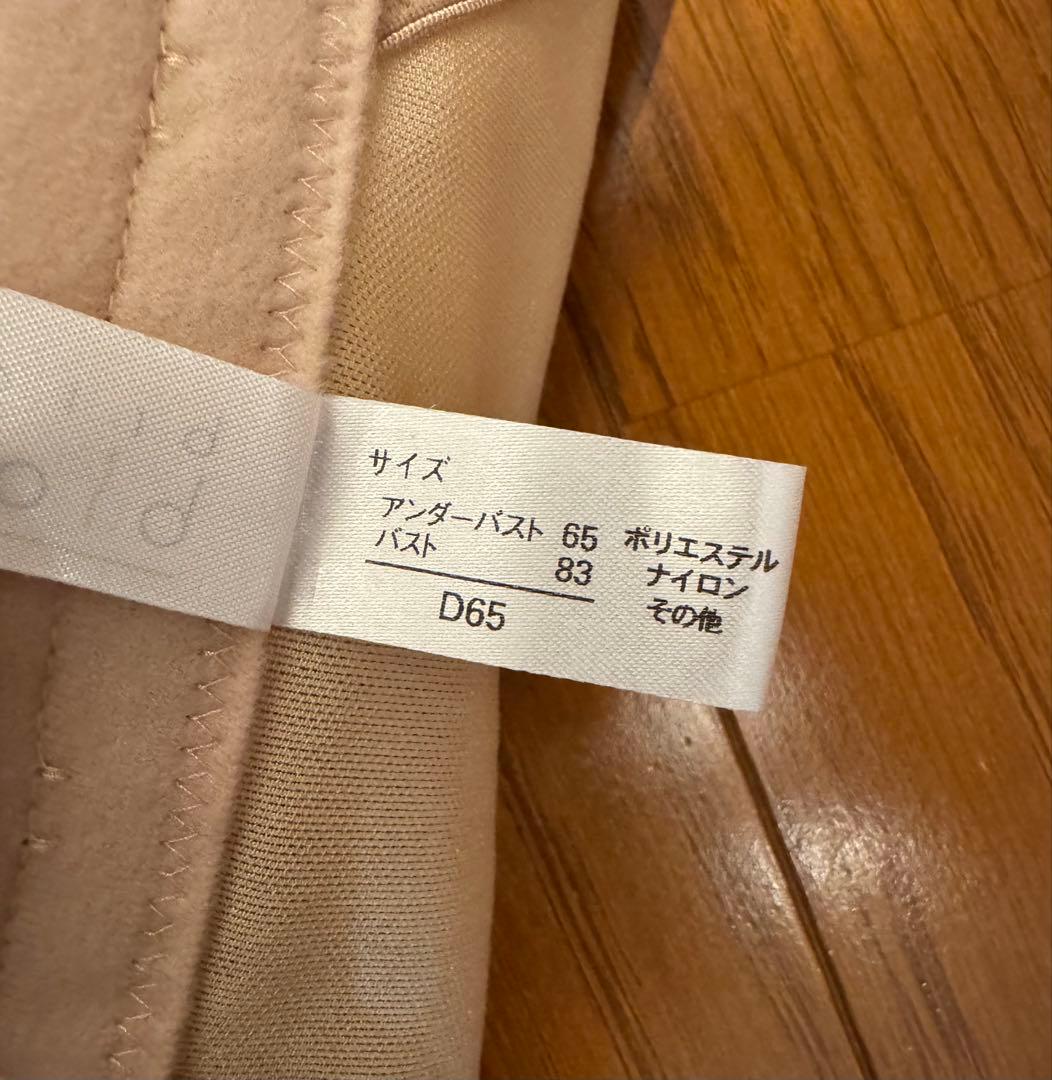 サイズ
アンダーバスト 65
バスト 83
D65
ポリエステル
ナイロン
その他